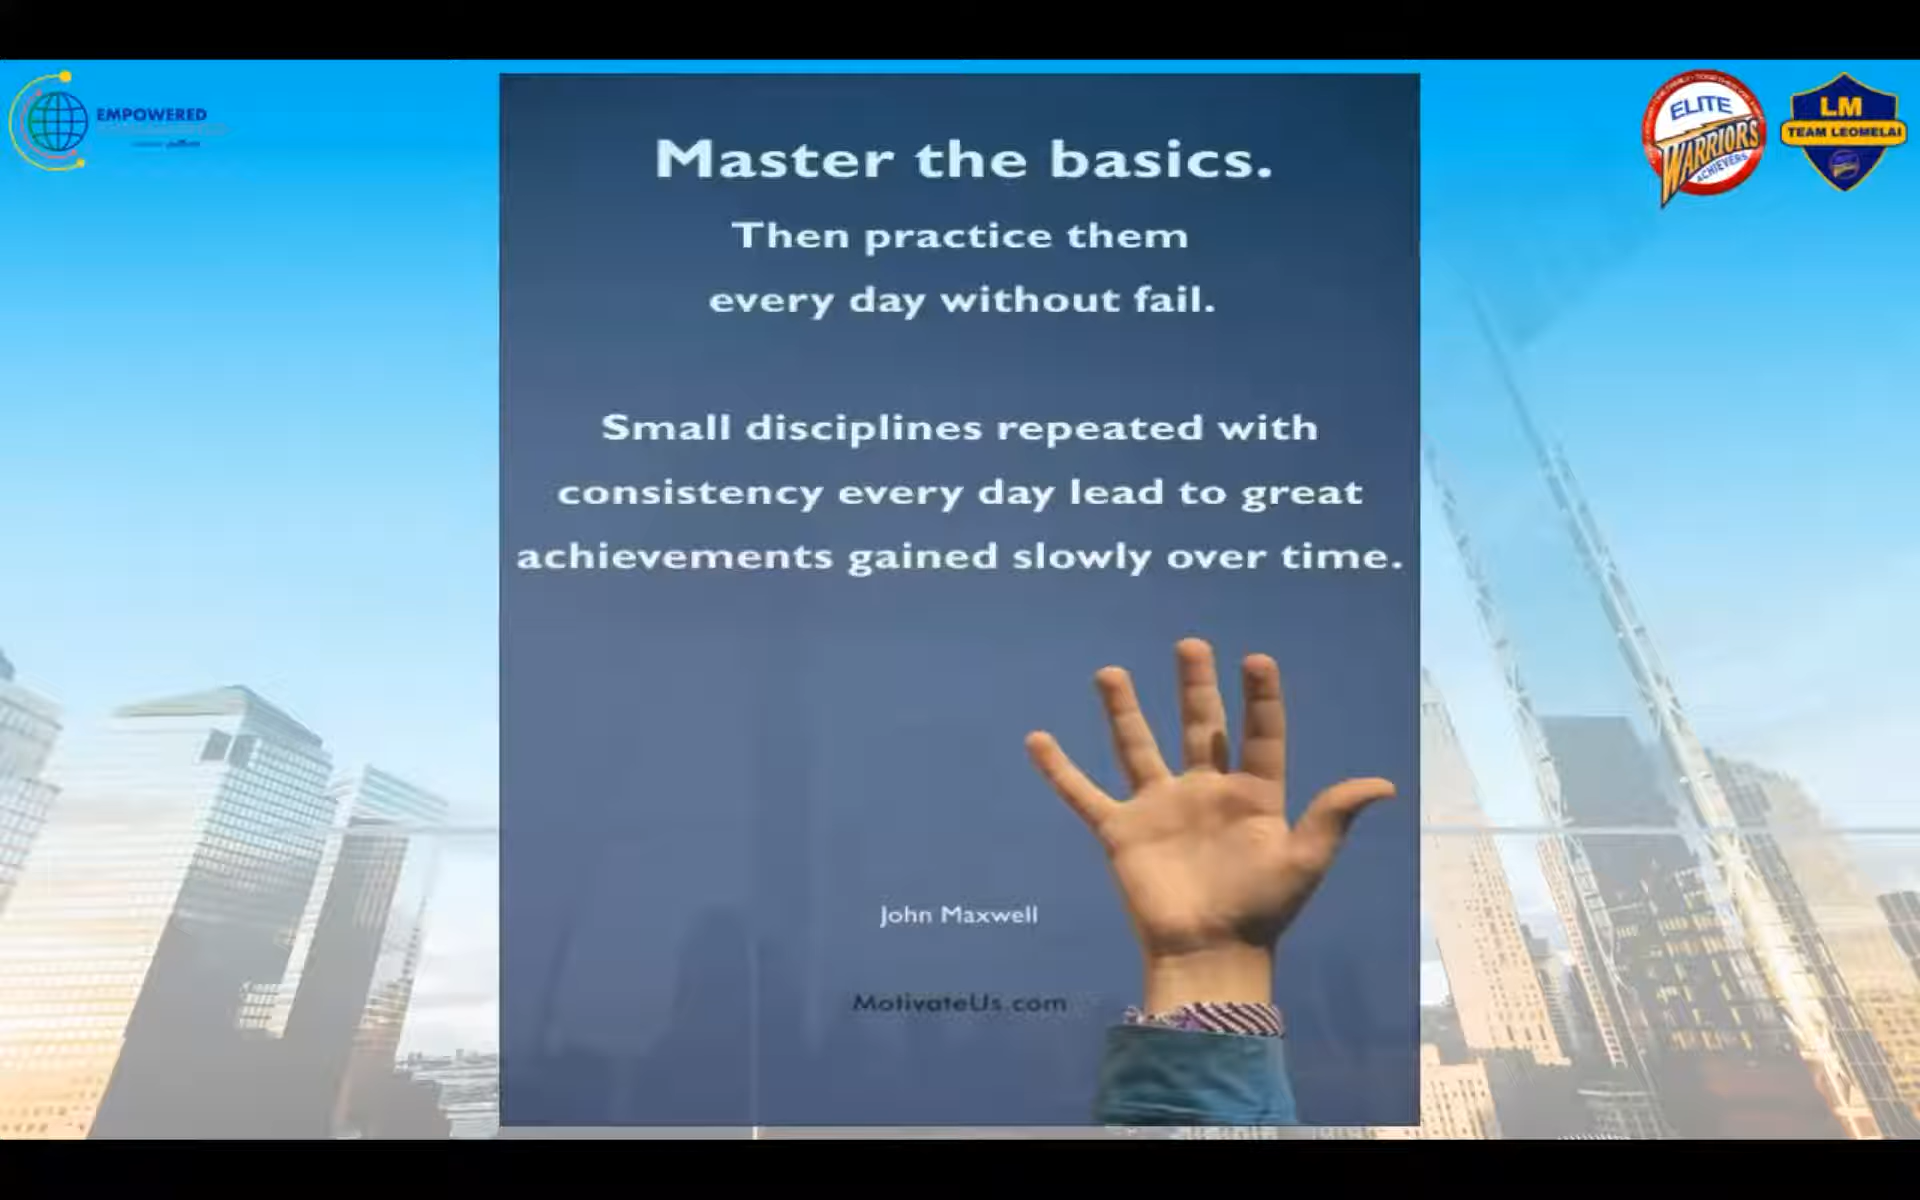 EMPOWERED
ELITE
WARRIORS
ACHIEVERS
LM
TEAM LEOMELAI
Master the basics.
Then practice them
every day without fail.
Small disciplines repeated with
consistency every day lead to great
achievements gained slowly over time.
John Maxwell
MotivateUs.com